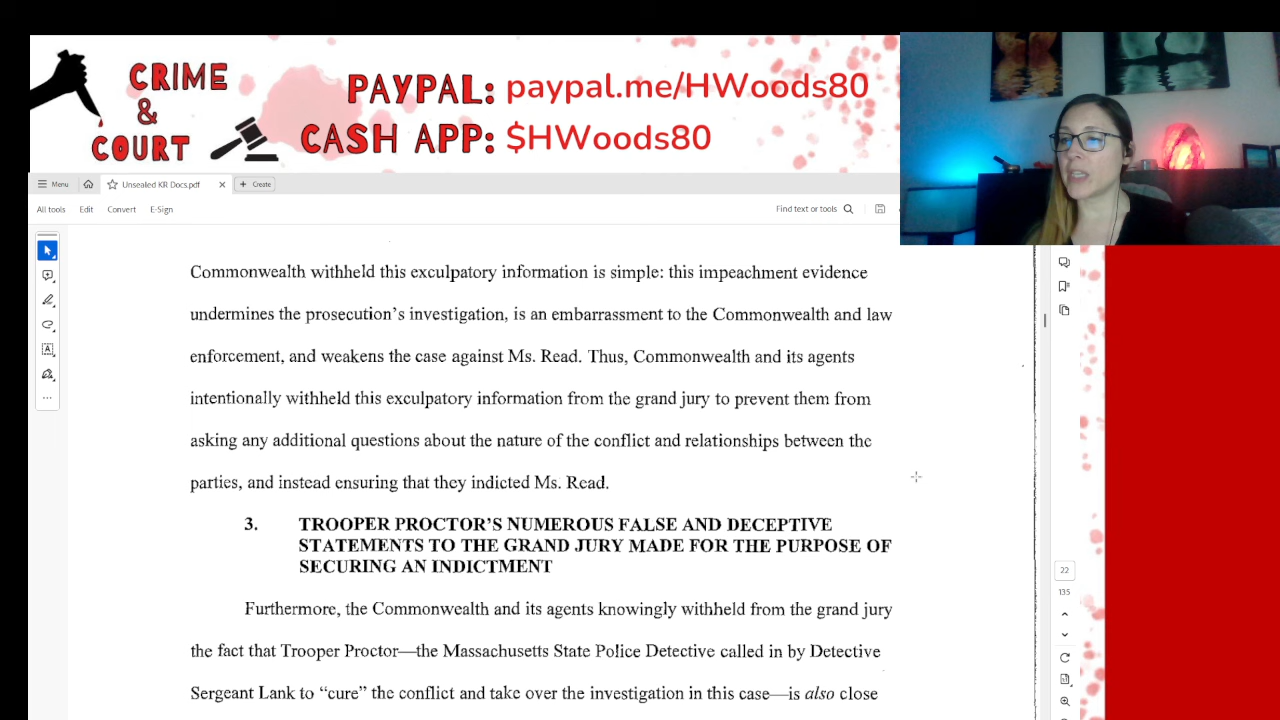 CRIME
&
COURT
PAYPAL: paypal.me/HWoods80
CASH APP: $HWoods80
Menu
Unsealed KR Docs.pdf
Create
All tools
Edit
Convert
E-Sign
Find text or tools
Commonwealth withheld this exculpatory information is simple: this impeachment evidence
undermines the prosecution's investigation, is an embarrassment to the Commonwealth and law
enforcement, and weakens the case against Ms. Read. Thus, Commonwealth and its agents
intentionally withheld this exculpatory information from the grand jury to prevent them from
asking any additional questions about the nature of the conflict and relationships between the
parties, and instead ensuring that they indicted Ms. Read.
3. TROOPER PROCTOR'S NUMEROUS FALSE AND DECEPTIVE
STATEMENTS TO THE GRAND JURY MADE FOR THE PURPOSE OF
SECURING AN INDICTMENT
Furthermore, the Commonwealth and its agents knowingly withheld from the grand jury
the fact that Trooper Proctor—the Massachusetts State Police Detective called in by Detective
Sergeant Lank to "cure" the conflict and take over the investigation in this case—is also close
22
135